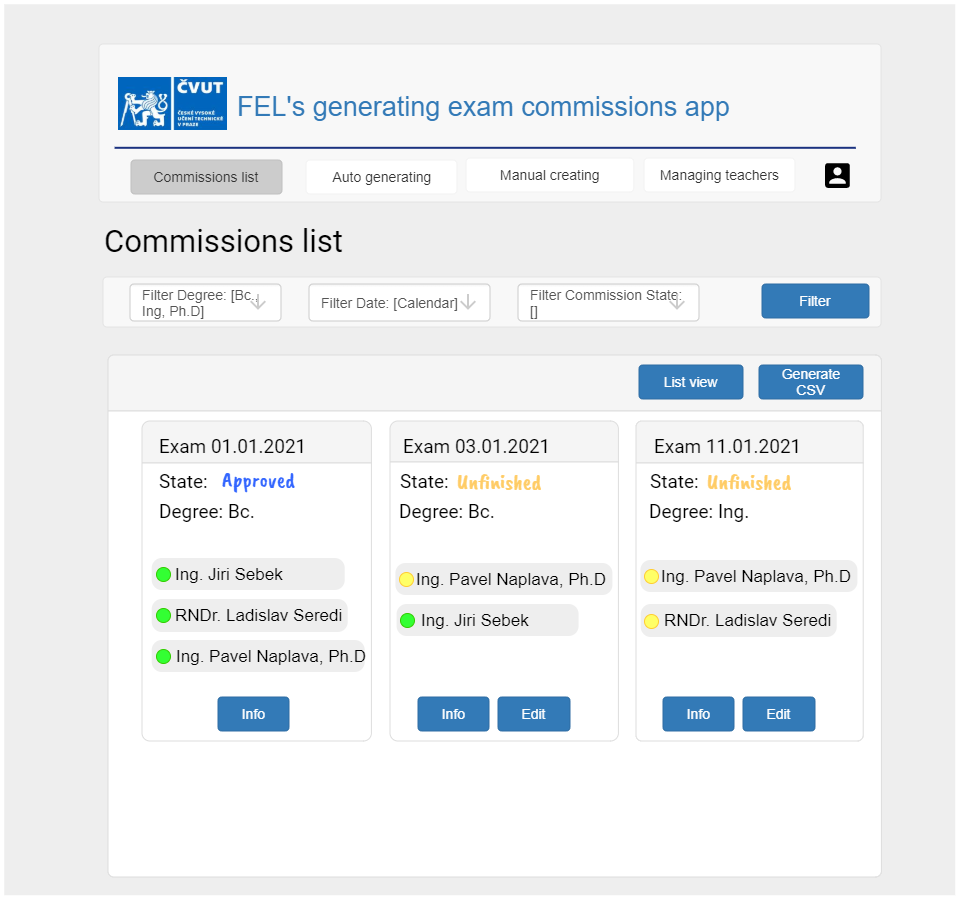 ČVUT
ČESKÉ VYSOKÉ
UČENÍ TECHNICKÉ
V PRAZE
FEL's generating exam commissions app
Commissions list
Auto generating
Manual creating
Managing teachers
Commissions list
Filter Degree: [Bc.,
Ing, Ph.D]
Filter Date: [Calendar]
Filter Commission State:
[]
Filter
List view
Generate
CSV
Exam 01.01.2021
State: Approved
Degree: Bc.
Ing. Jiri Sebek
RNDr. Ladislav Seredi
Ing. Pavel Naplava, Ph.D
Info
Exam 03.01.2021
State: Unfinished
Degree: Bc.
Ing. Pavel Naplava, Ph.D
Ing. Jiri Sebek
Info
Edit
Exam 11.01.2021
State: Unfinished
Degree: Ing.
Ing. Pavel Naplava, Ph.D
RNDr. Ladislav Seredi
Info
Edit